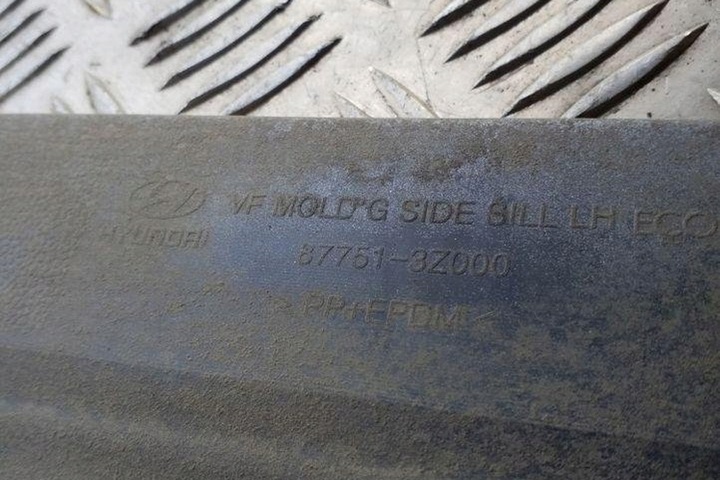 VF MOLD"G SIDE SILL LH ECO
HYUNDAI
87751-3Z000
> PP+EPDM <